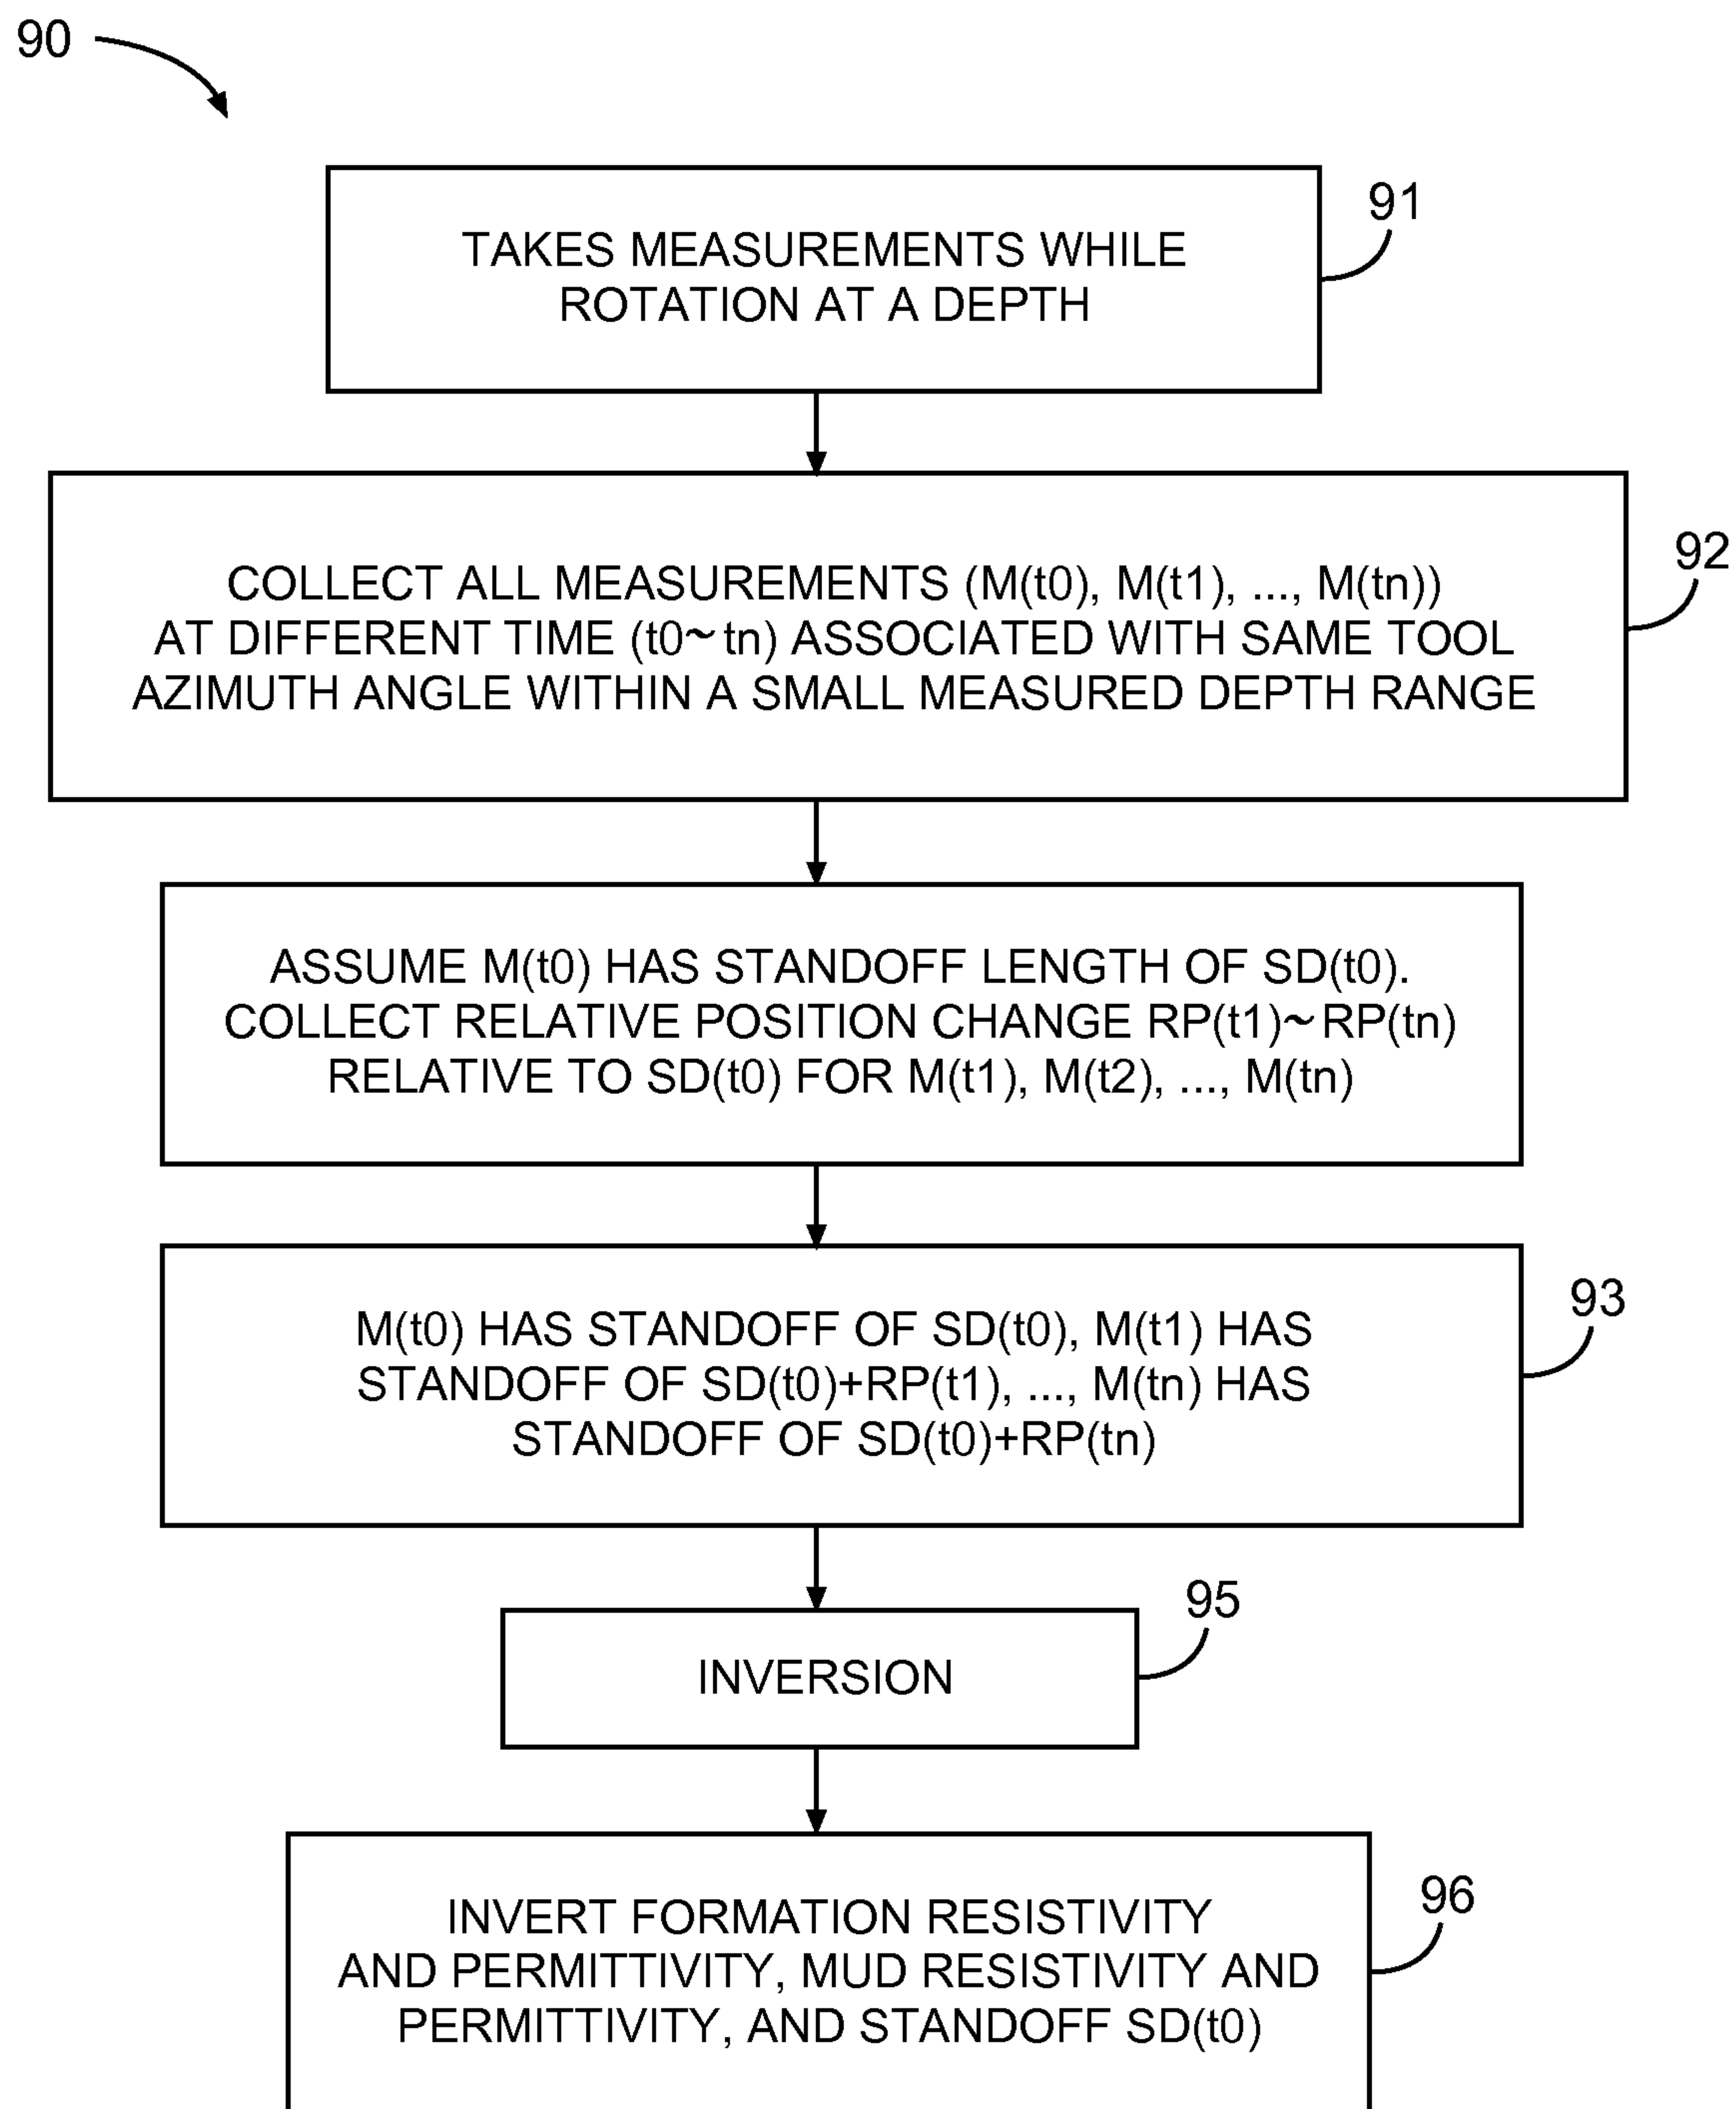 90
91
TAKES MEASUREMENTS WHILE
ROTATION AT A DEPTH
92
COLLECT ALL MEASUREMENTS (M(t0), M(t1), ..., M(tn))
AT DIFFERENT TIME (t0~tn) ASSOCIATED WITH SAME TOOL
AZIMUTH ANGLE WITHIN A SMALL MEASURED DEPTH RANGE
ASSUME M(t0) HAS STANDOFF LENGTH OF SD(t0).
COLLECT RELATIVE POSITION CHANGE RP(t1)~RP(tn)
RELATIVE TO SD(t0) FOR M(t1), M(t2), ..., M(tn)
93
M(t0) HAS STANDOFF OF SD(t0), M(t1) HAS
STANDOFF OF SD(t0)+RP(t1), ..., M(tn) HAS
STANDOFF OF SD(t0)+RP(tn)
95
INVERSION
96
INVERT FORMATION RESISTIVITY
AND PERMITTIVITY, MUD RESISTIVITY AND
PERMITTIVITY, AND STANDOFF SD(t0)